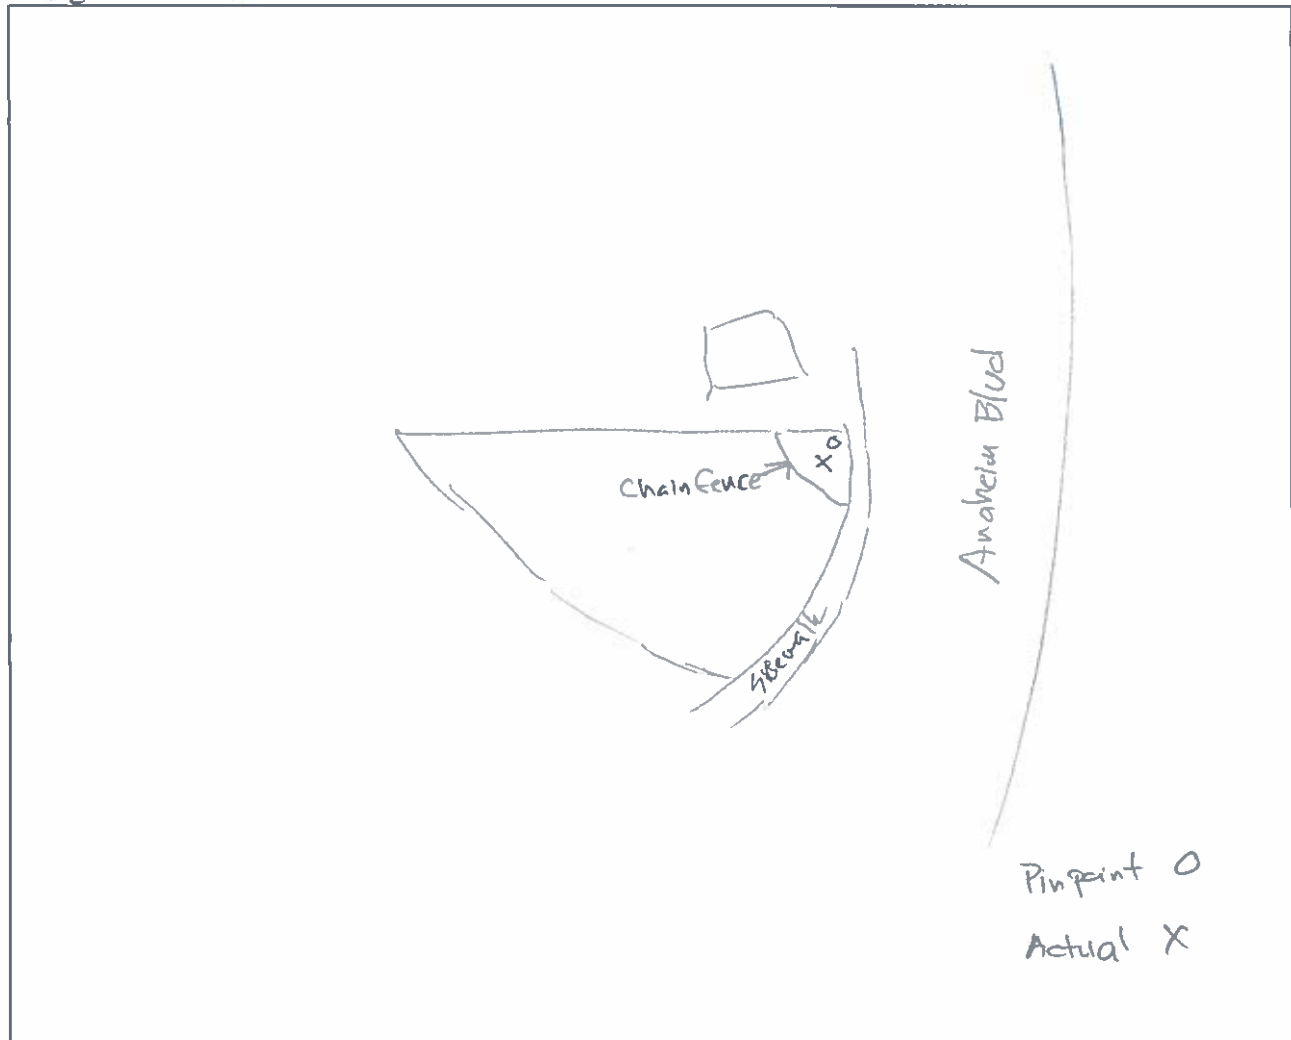 X O
Chain Fence
Anaheim Blvd
Sidewalk
Pinpoint O
Actual X